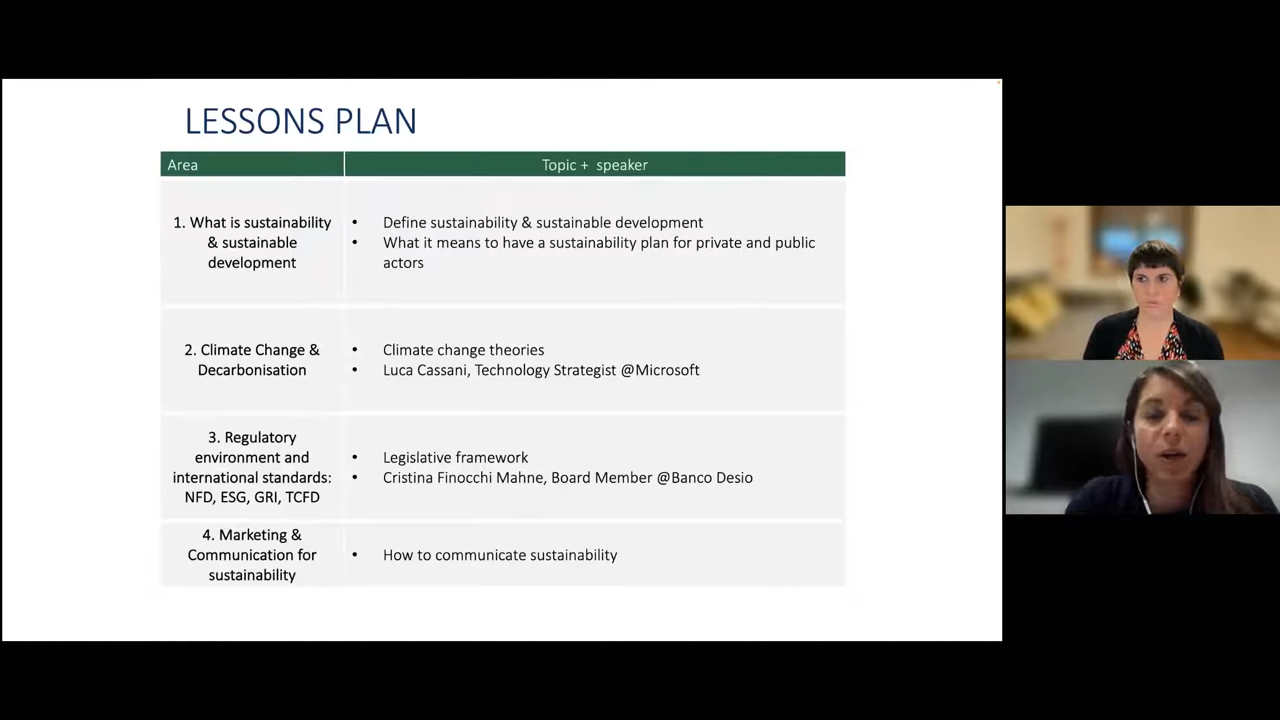 LESSONS PLAN
Area
Topic + speaker
1. What is sustainability
& sustainable
development
• Define sustainability & sustainable development
• What it means to have a sustainability plan for private and public
actors
2. Climate Change &
Decarbonisation
• Climate change theories
• Luca Cassani, Technology Strategist @Microsoft
3. Regulatory
environment and
international standards:
NFD, ESG, GRI, TCFD
• Legislative framework
• Cristina Finocchi Mahne, Board Member @Banco Desio
4. Marketing &
Communication for
sustainability
• How to communicate sustainability